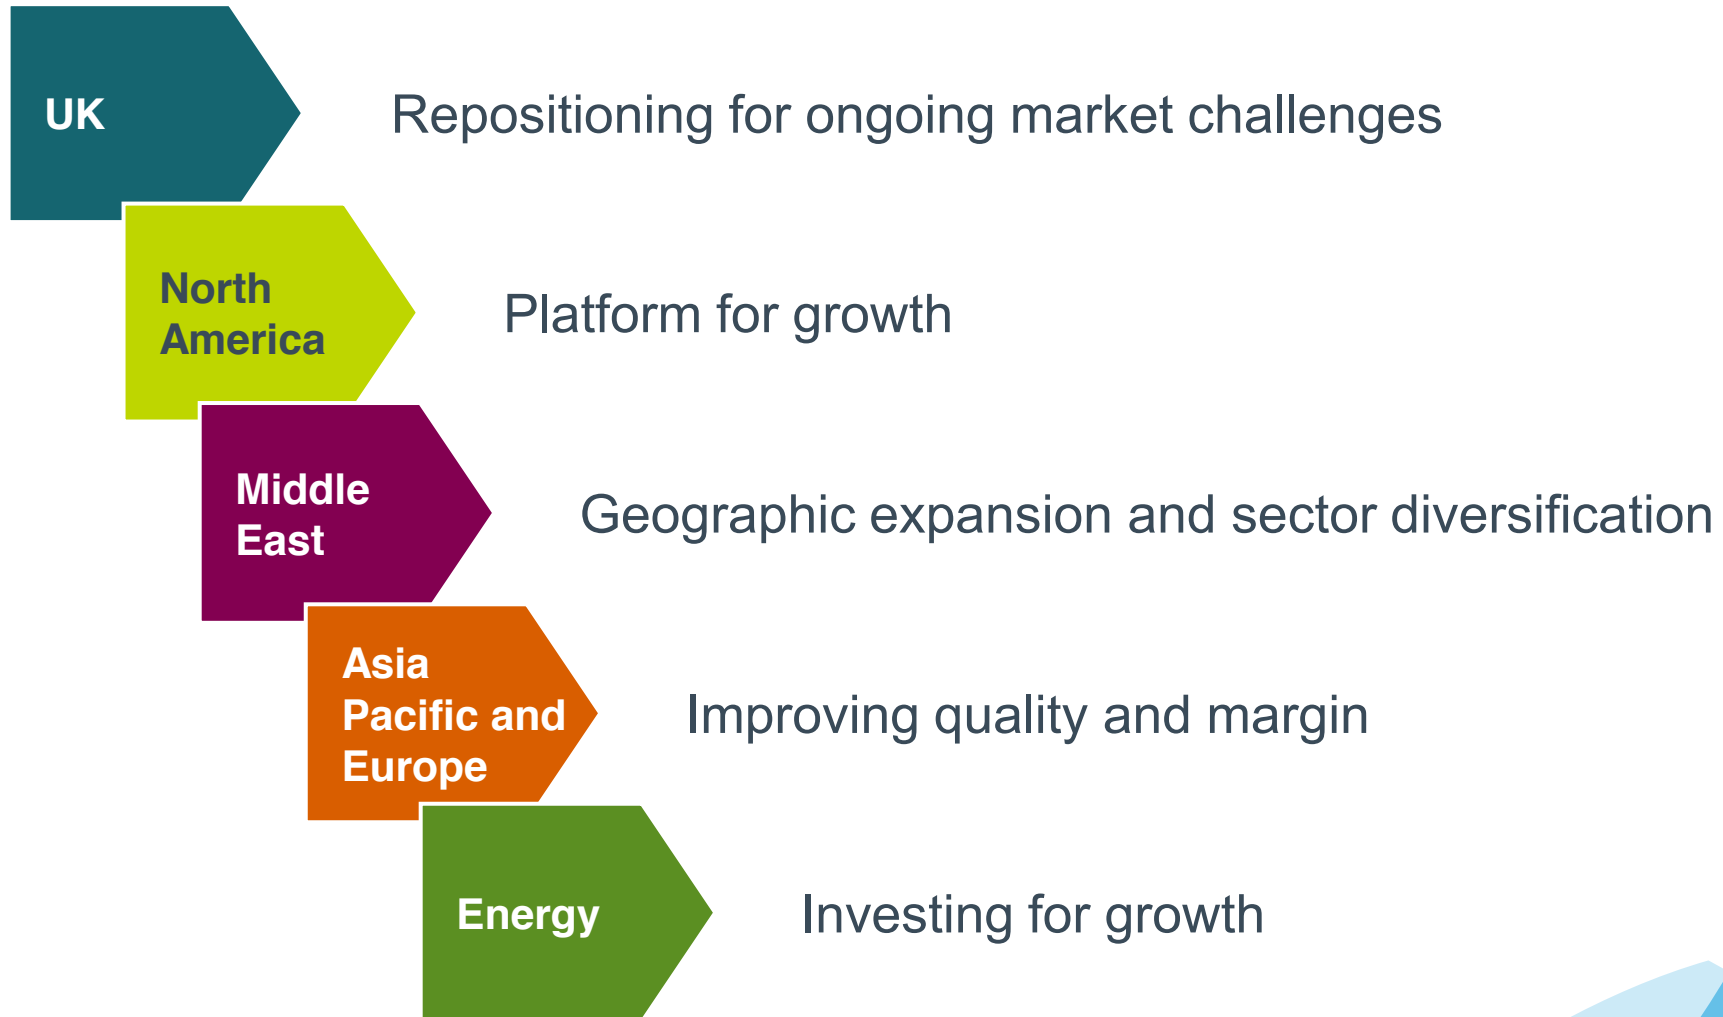 UK
Repositioning for ongoing market challenges
North
America
Platform for growth
Middle
East
Geographic expansion and sector diversification
Asia
Pacific and
Europe
Improving quality and margin
Energy
Investing for growth